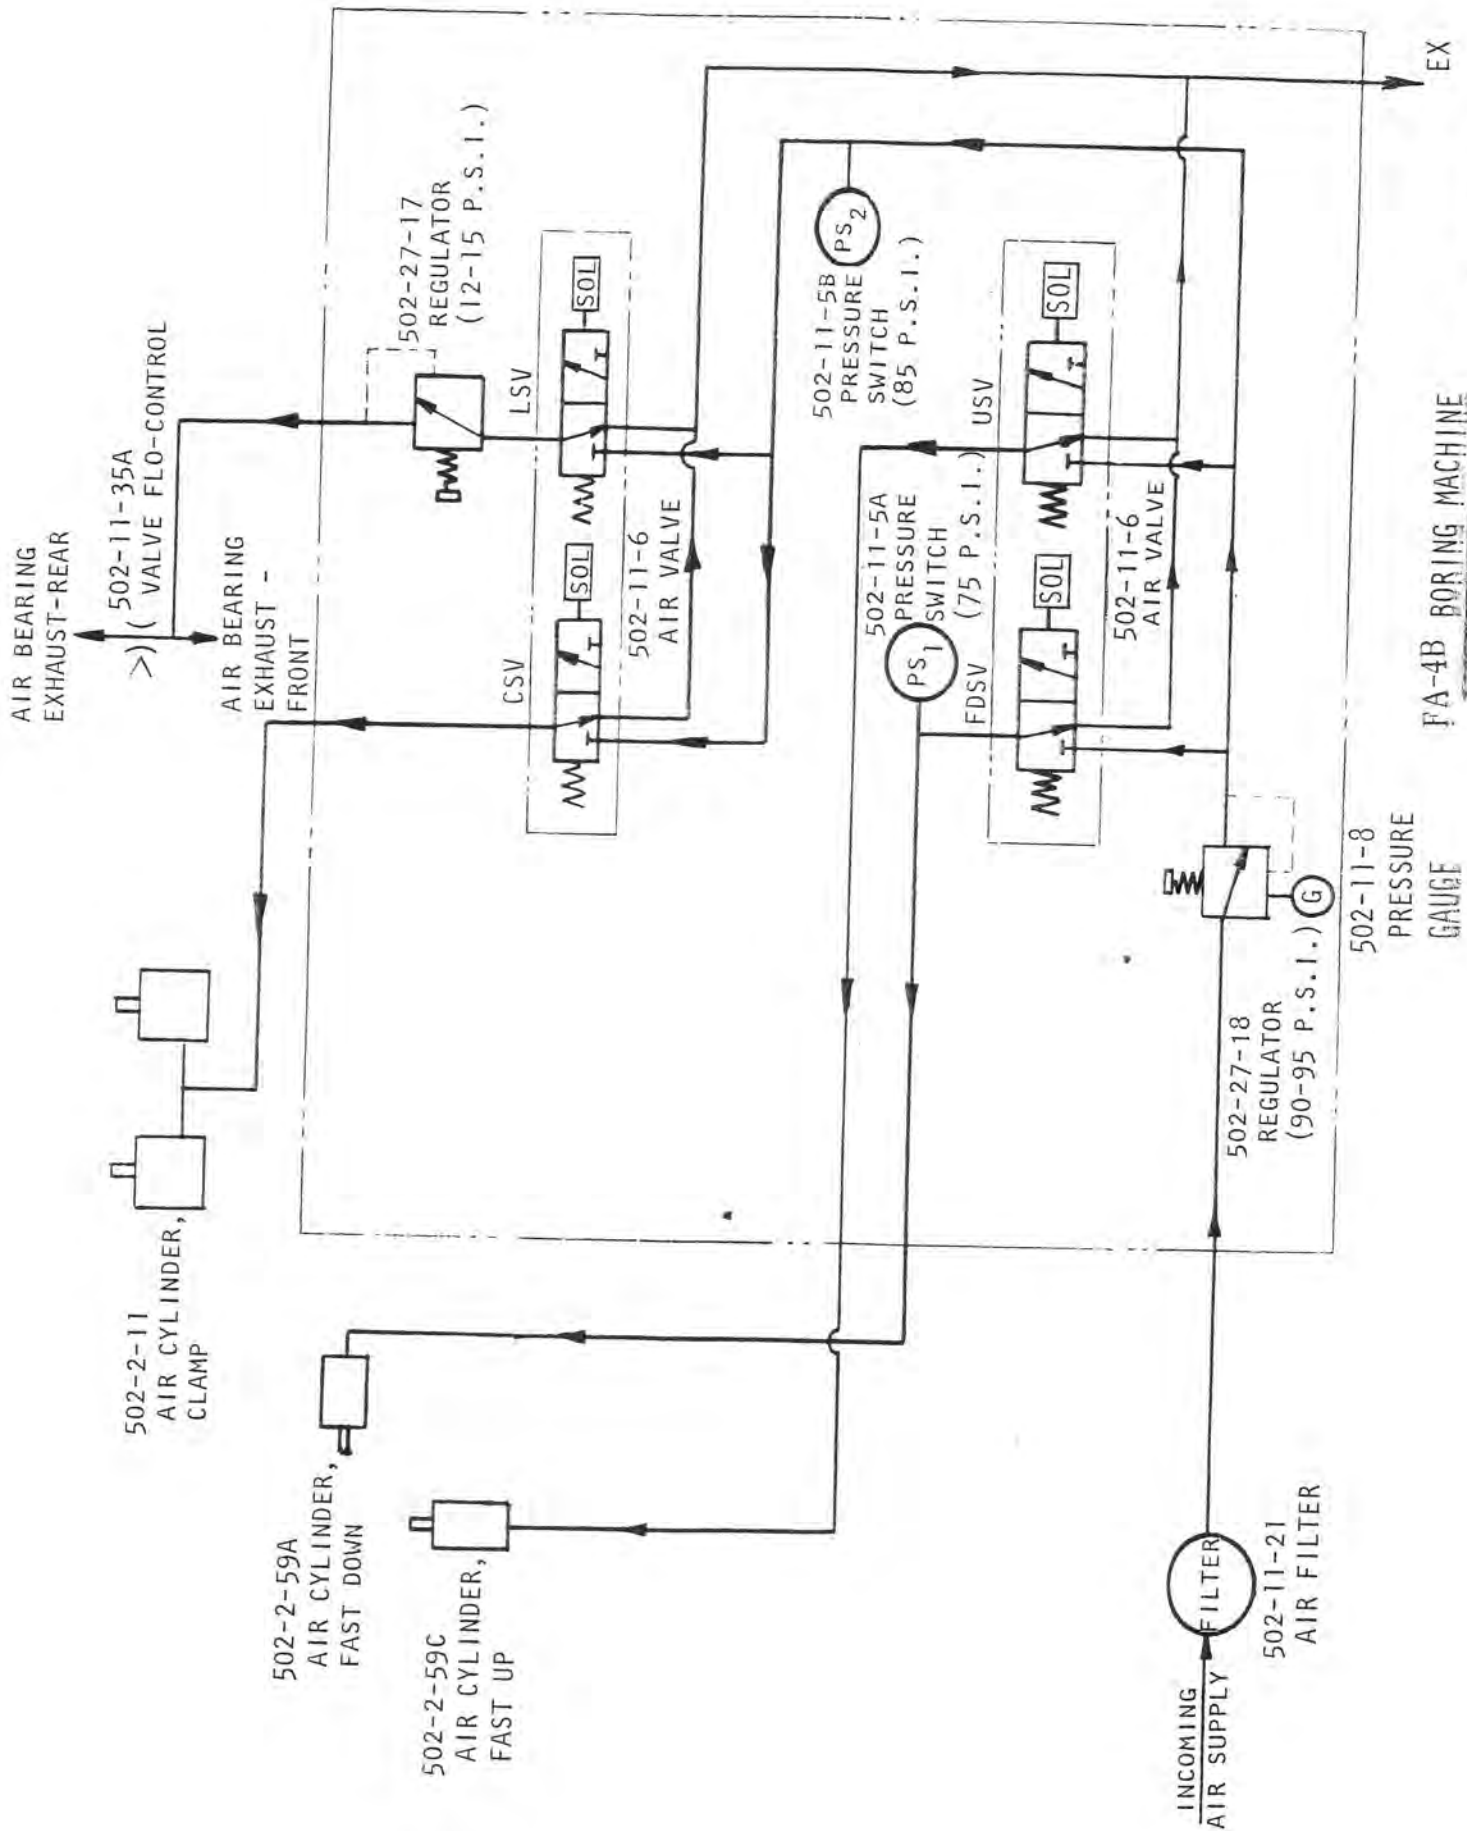 AIR BEARING
EXHAUST-REAR
502-11-35A
VALVE FLO-CONTROL
AIR BEARING
EXHAUST -
FRONT
502-27-17
REGULATOR
(12-15 P.S.I.)
502-2-11
AIR CYLINDER,
CLAMP
CSV
SOL
LSV
SOL
502-11-6
AIR VALVE
502-2-59A
AIR CYLINDER,
FAST DOWN
502-2-59C
AIR CYLINDER,
FAST UP
PS2
502-11-5B
PRESSURE
SWITCH
(85 P.S.I.)
PS1
502-11-5A
PRESSURE
SWITCH
(75 P.S.I.)
FDSV
SOL
USV
SOL
502-11-6
AIR VALVE
INCOMING
AIR SUPPLY
FILTER
502-11-21
AIR FILTER
502-27-18
REGULATOR
(90-95 P.S.I.)
G
502-11-8
PRESSURE
GAUGE
EX
FA-4B BORING MACHINE